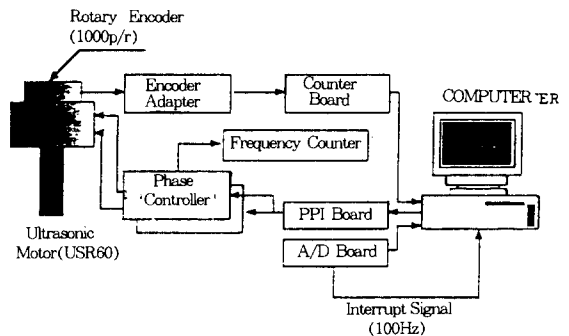 Rotary Encoder
(1000p/r)
Encoder
Adapter
Counter
Board
COMPUTER TER
Frequency Counter
Phase
'Controller'
PPI Board
A/D Board
Ultrasonic
Motor(USR60)
Interrupt Signal
(100Hz)